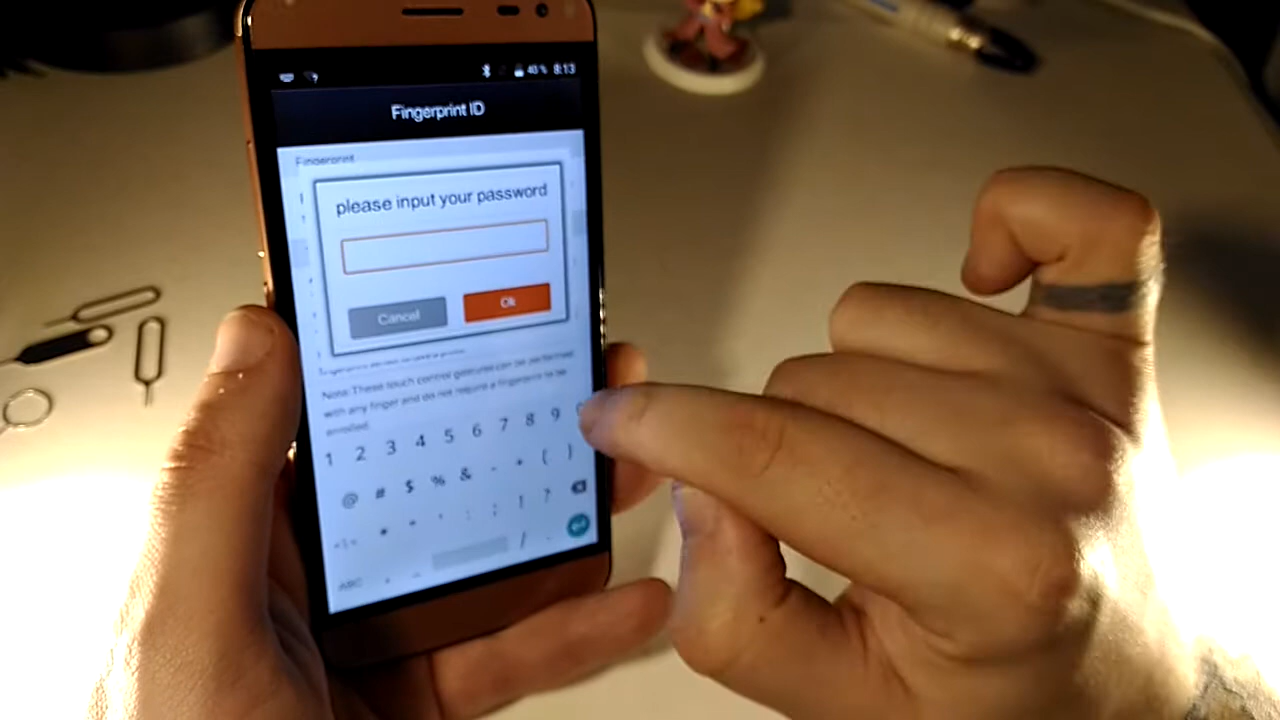 40% 8:13
Fingerprint ID
Fingerprint
please input your password
Cancel Ok
Note:These touch control gestures can be performed
with any finger and do not require a fingerprint to be
enrolled.
1 2 3 4 5 6 7 8 9
@ # $ % & - + ( )
* " ' : ; ! ?
/ .
ABC